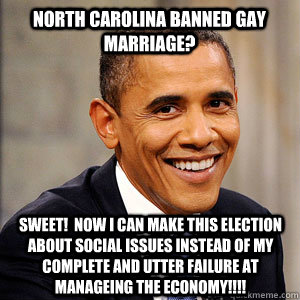 NORTH CAROLINA BANNED GAY
MARRIAGE?
SWEET! NOW I CAN MAKE THIS ELECTION
ABOUT SOCIAL ISSUES INSTEAD OF MY
COMPLETE AND UTTER FAILURE AT
MANAGEING THE ECONOMY!!!!
kmeme.com